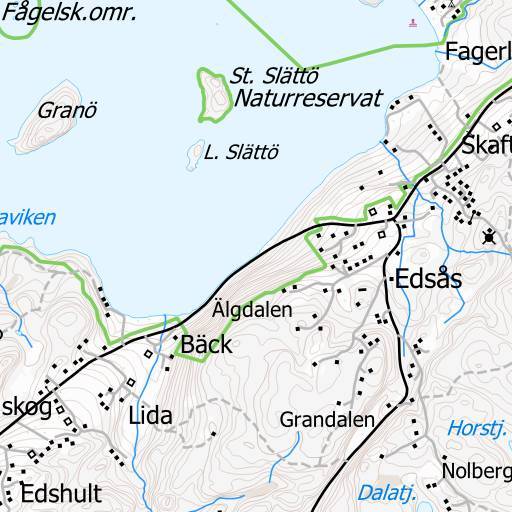 Fågelsk.omr.
Fagerl
St. Slättö
Naturreservat
Granö
L. Slättö
Skaft
aviken
Edsås
Älgdalen
Bäck
skog
Lida
Grandalen
Horstj.
Nolberg
Edshult
Dalatj.